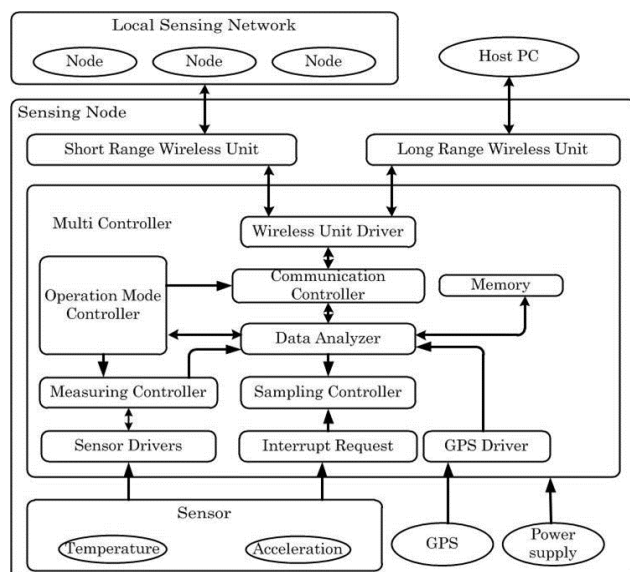 Local Sensing Network
Node Node Node
Host PC
Sensing Node
Short Range Wireless Unit
Long Range Wireless Unit
Multi Controller
Wireless Unit Driver
Operation Mode
Controller
Communication
Controller
Memory
Data Analyzer
Measuring Controller
Sampling Controller
Sensor Drivers
Interrupt Request
GPS Driver
Sensor
Temperature
Acceleration
GPS
Power
supply